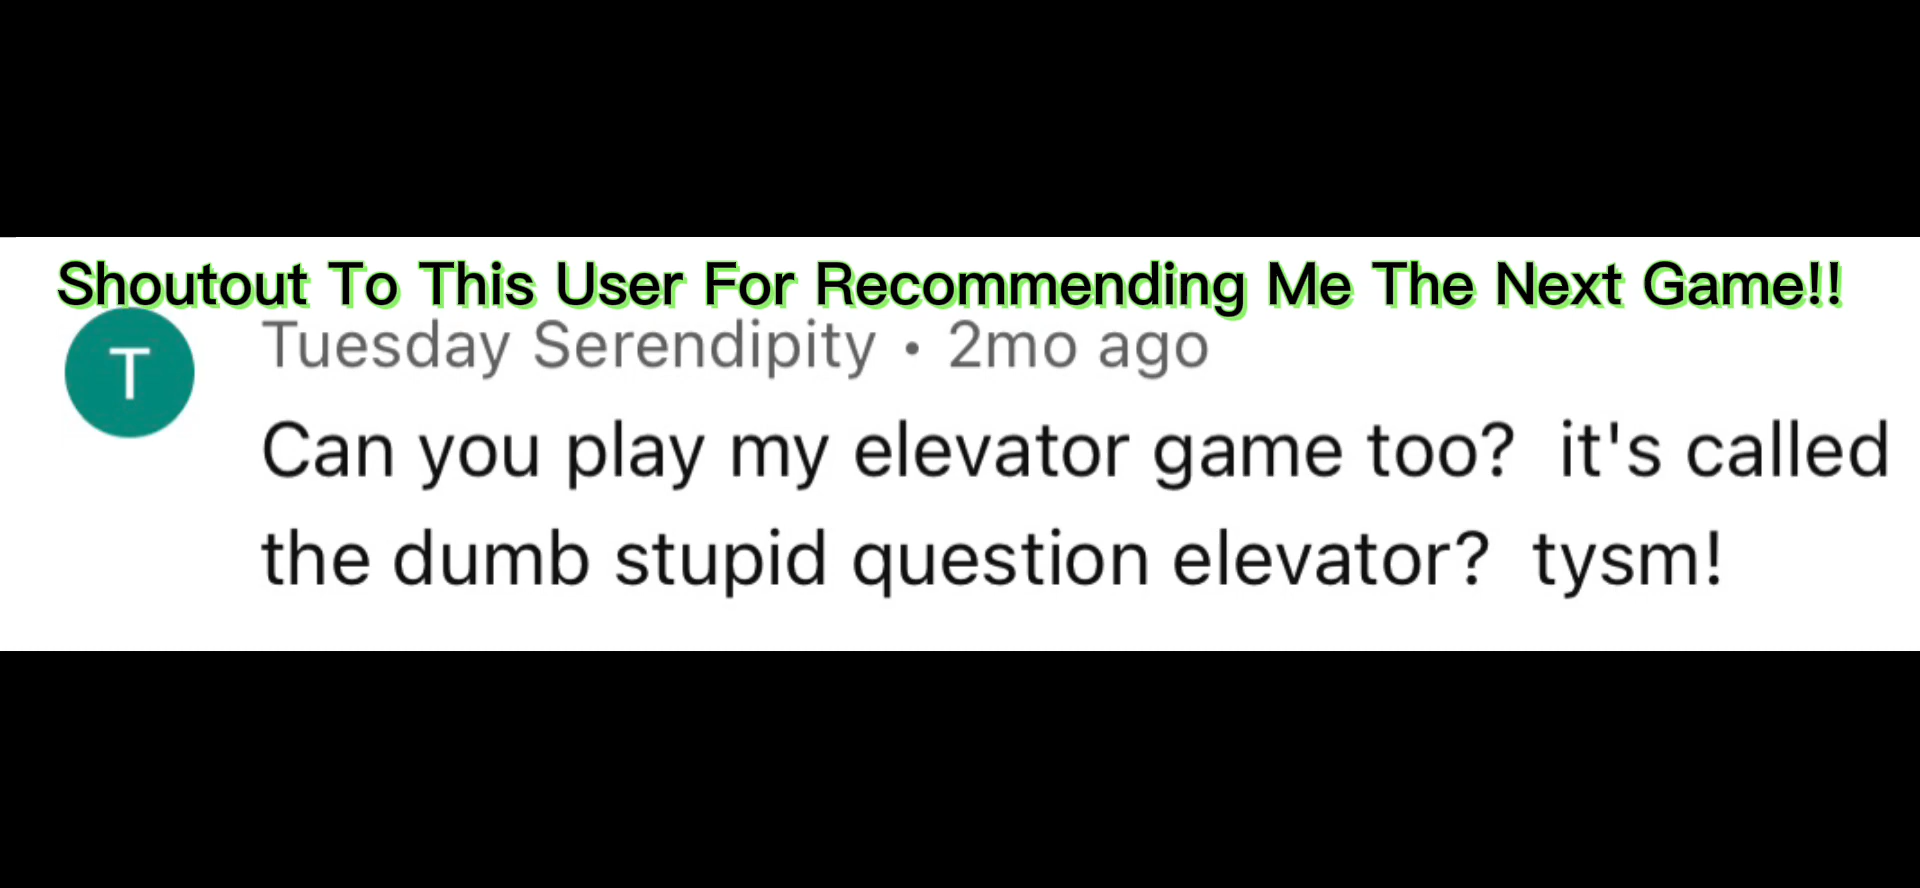 Shoutout To This User For Recommending Me The Next Game!!
T
Tuesday Serendipity • 2mo ago
Can you play my elevator game too?  it's called
the dumb stupid question elevator?  tysm!